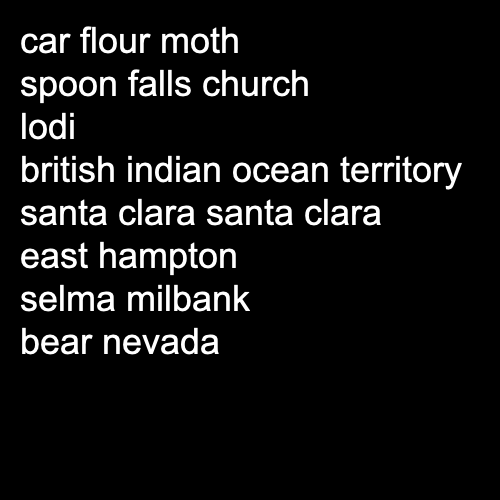 car flour moth
spoon falls church
lodi
british indian ocean territory
santa clara santa clara
east hampton
selma milbank
bear nevada